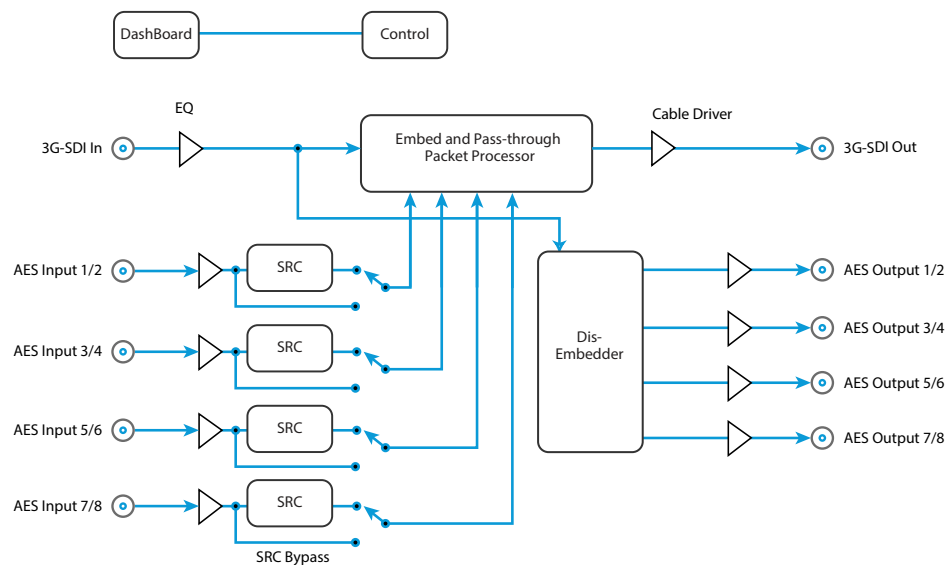 DashBoard
Control
EQ
Cable Driver
3G-SDI In
Embed and Pass-through
Packet Processor
3G-SDI Out
AES Input 1/2
SRC
AES Output 1/2
AES Input 3/4
SRC
Dis-
Embedder
AES Output 3/4
AES Input 5/6
SRC
AES Output 5/6
AES Output 7/8
AES Input 7/8
SRC
SRC Bypass